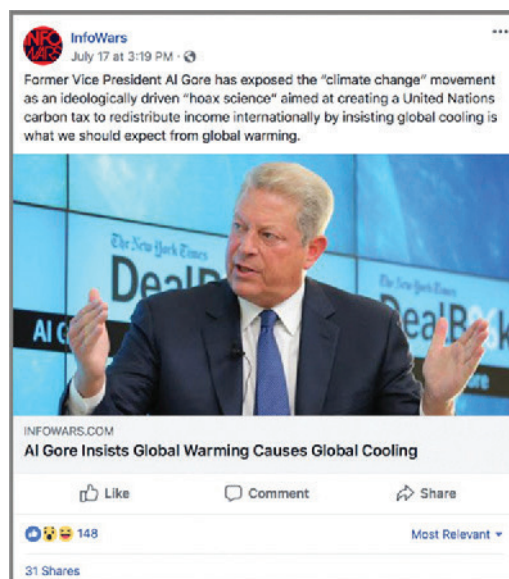 INFO
WARS
InfoWars
July 17 at 3:19 PM ·
Former Vice President Al Gore has exposed the "climate change" movement
as an ideologically driven "hoax science" aimed at creating a United Nations
carbon tax to redistribute income internationally by insisting global cooling is
what we should expect from global warming.
The New York Times
DealB
Al G
The New York Times
DealB k
ore
INFOWARS.COM
Al Gore Insists Global Warming Causes Global Cooling
Like
Comment
Share
148
Most Relevant
31 Shares